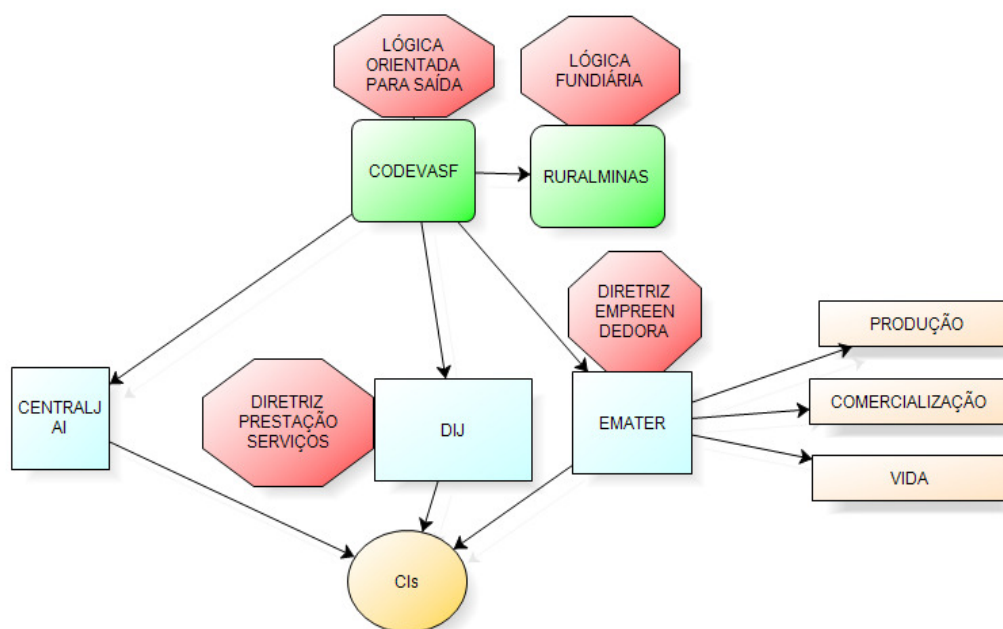 LÓGICA
ORIENTADA
PARA SAÍDA
LÓGICA
FUNDIÁRIA
CODEVASF
RURALMINAS
DIRETRIZ
EMPREEN
DEDORA
PRODUÇÃO
CENTRALJ
AI
DIRETRIZ
PRESTAÇÃO
SERVIÇOS
DIJ
EMATER
COMERCIALIZAÇÃO
VIDA
CIs